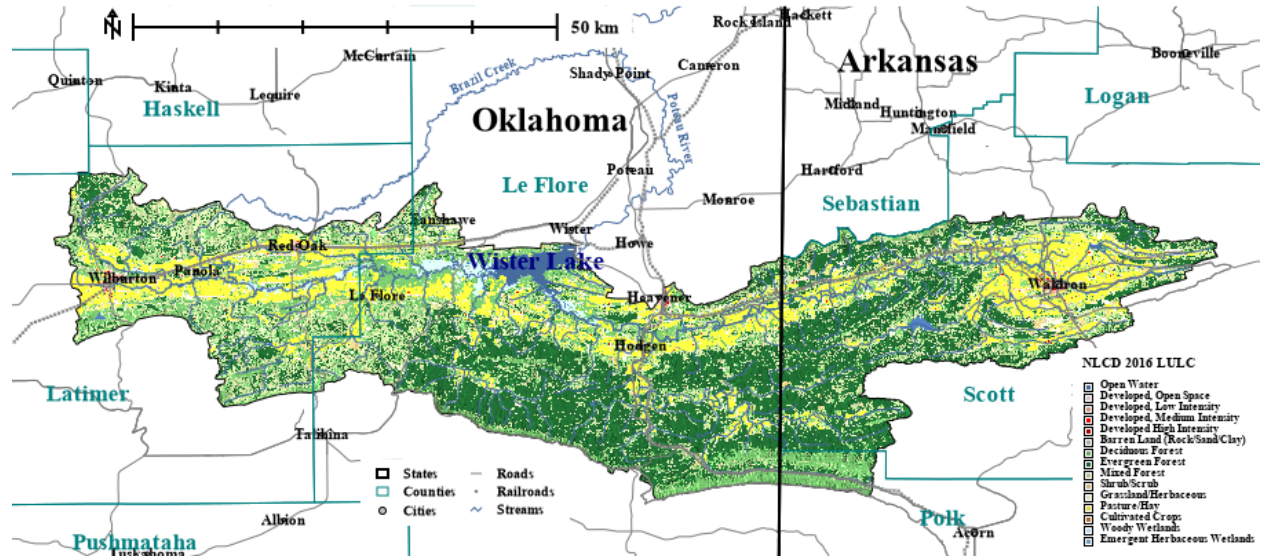 N
50 km
Rock Island
Hackett
McCurtain
Arkansas
Booneville
Quinton
Kinta
Lequire
Shady Point
Cameron
Brazil Creek
Haskell
Logan
Midland
Huntington
Mansfield
Oklahoma
Poteau River
Poteau
Hartford
Le Flore
Monroe
Sebastian
Fanshawe
Wister
Red Oak
Howe
Wister Lake
Panola
Wilburton
Le Flore
Heavener
Waldron
Hodgen
NLCD 2016 LULC
Open Water
Developed, Open Space
Developed, Low Intensity
Developed, Medium Intensity
Developed High Intensity
Barren Land (Rock/Sand/Clay)
Deciduous Forest
Evergreen Forest
Mixed Forest
Shrub/Scrub
Grassland/Herbaceous
Pasture/Hay
Cultivated Crops
Woody Wetlands
Emergent Herbaceous Wetlands
Latimer
Scott
Talihina
States
Roads
Counties
Railroads
Cities
Streams
Albion
Polk
Acorn
Pushmataha
Tuskahoma